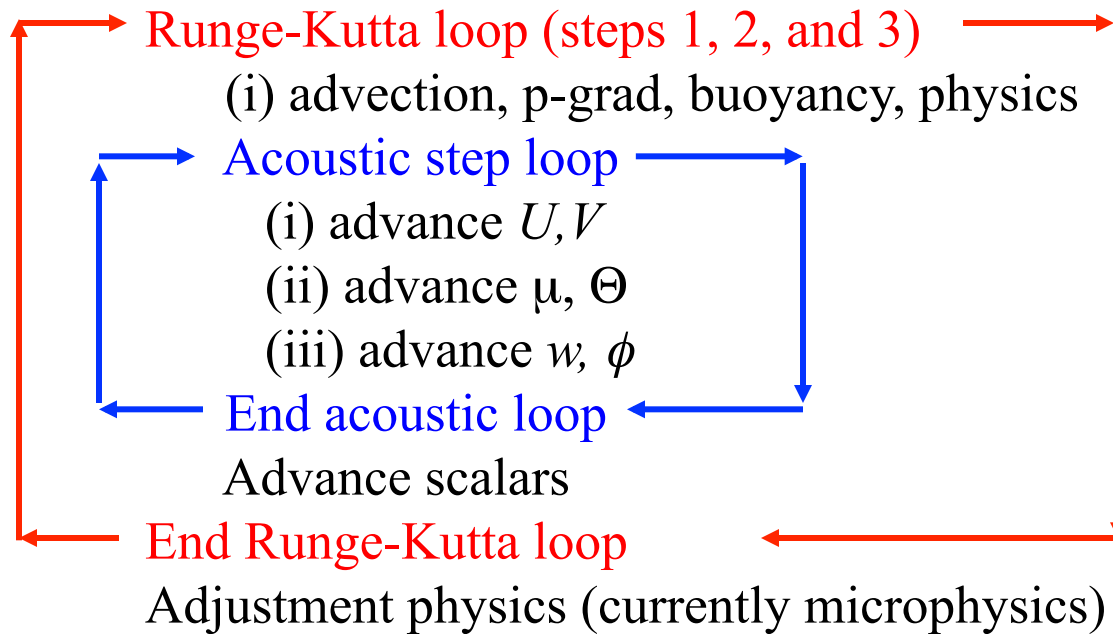 Runge-Kutta loop (steps 1, 2, and 3)
(i) advection, p-grad, buoyancy, physics
Acoustic step loop
(i) advance U,V
(ii) advance μ, Θ
(iii) advance w, ϕ
End acoustic loop
Advance scalars
End Runge-Kutta loop
Adjustment physics (currently microphysics)